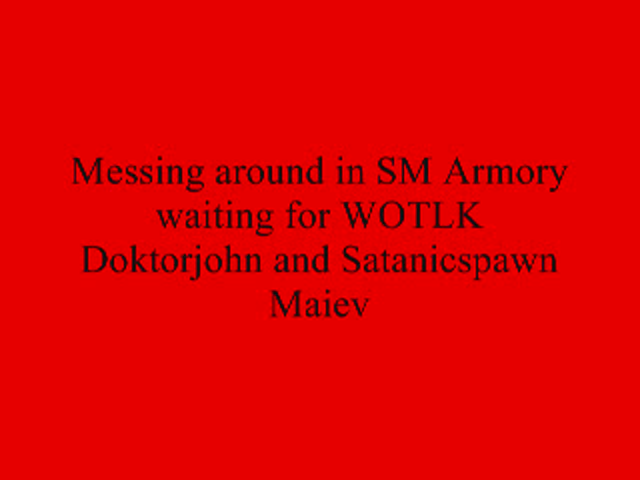 Messing around in SM Armory
waiting for WOTLK
Doktorjohn and Satanicspawn
Maiev